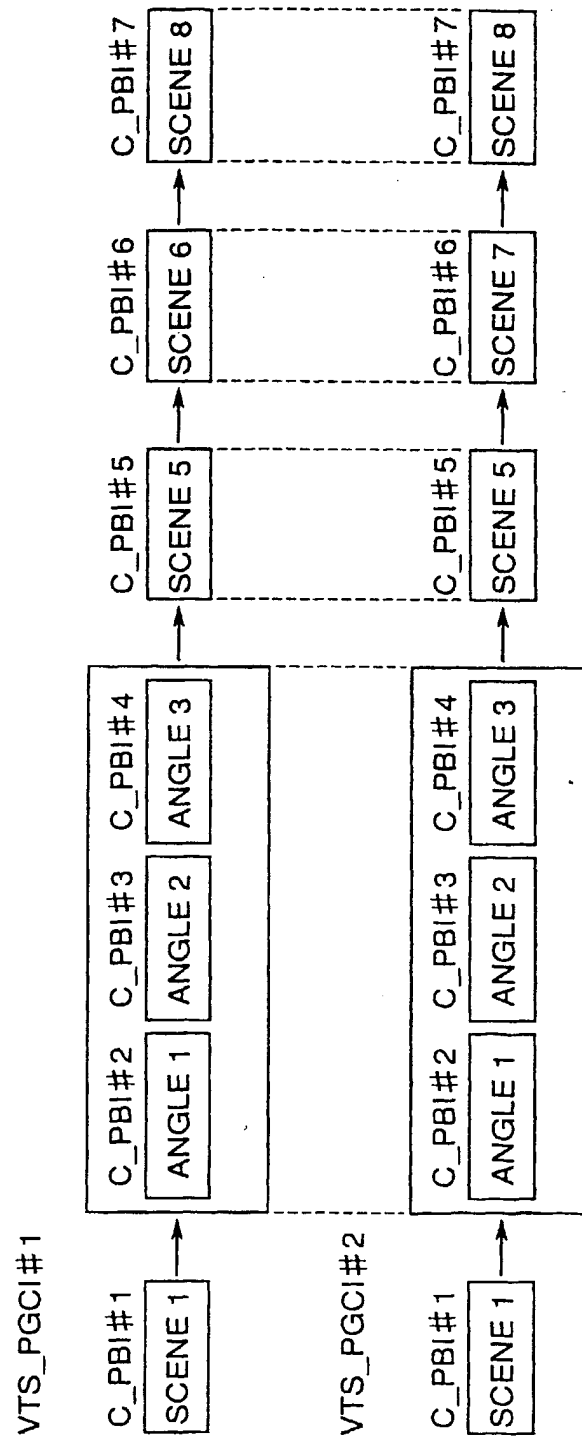 VTS_PGCI#1
C_PBI#1
SCENE 1
C_PBI#2 C_PBI#3 C_PBI#4
ANGLE 1 ANGLE 2 ANGLE 3
C_PBI#5
SCENE 5
C_PBI#6
SCENE 6
C_PBI#7
SCENE 8
VTS_PGCI#2
C_PBI#1
SCENE 1
C_PBI#2 C_PBI#3 C_PBI#4
ANGLE 1 ANGLE 2 ANGLE 3
C_PBI#5
SCENE 5
C_PBI#6
SCENE 7
C_PBI#7
SCENE 8